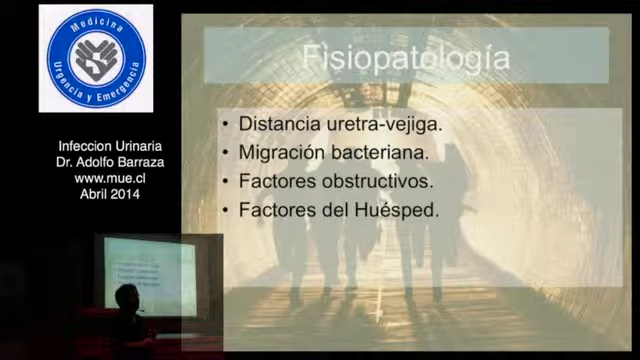 Medicina
Urgencia y Emergencia
Infeccion Urinaria
Dr. Adolfo Barraza
www.mue.cl
Abril 2014
Fisiopatología
• Distancia uretra-vejiga.
• Migración bacteriana.
• Factores obstructivos.
• Factores del Huésped.